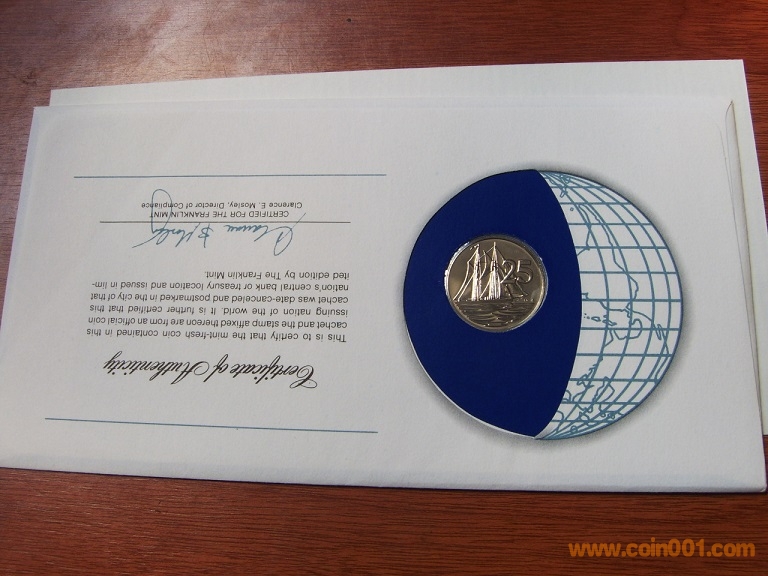 Certificate of Authenticity
This is to certify that the mint-fresh coin contained in this
cachet and the stamp affixed thereon are from an official coin
issuing nation of the world. It is further certified that this
cachet was date-canceled and postmarked in the city of that
nation's central bank or treasury location and issued in lim-
ited edition by The Franklin Mint.
CERTIFIED FOR THE FRANKLIN MINT
Clarence E. Mosley, Director of Compliance
25
www.coin001.com